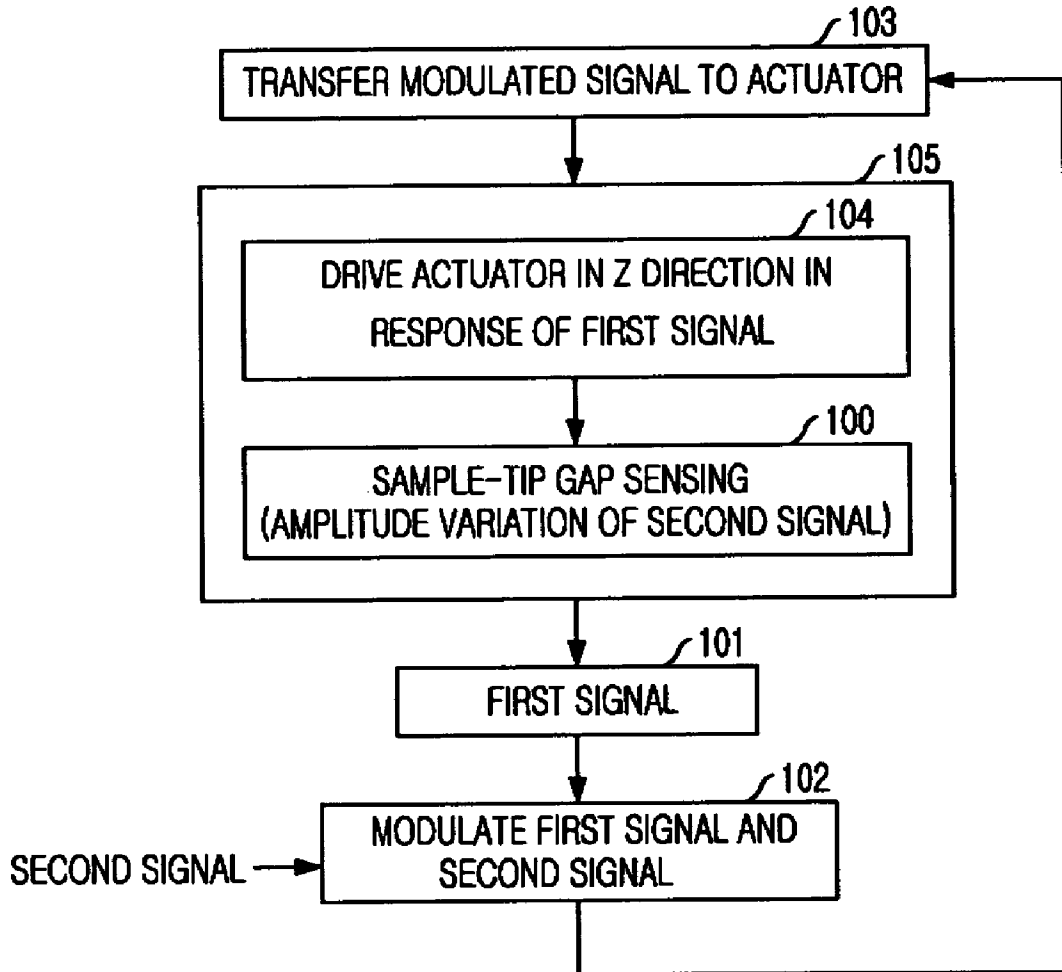 103
TRANSFER MODULATED SIGNAL TO ACTUATOR
105
104
DRIVE ACTUATOR IN Z DIRECTION IN
RESPONSE OF FIRST SIGNAL
100
SAMPLE-TIP GAP SENSING
(AMPLITUDE VARIATION OF SECOND SIGNAL)
101
FIRST SIGNAL
102
MODULATE FIRST SIGNAL AND
SECOND SIGNAL
SECOND SIGNAL